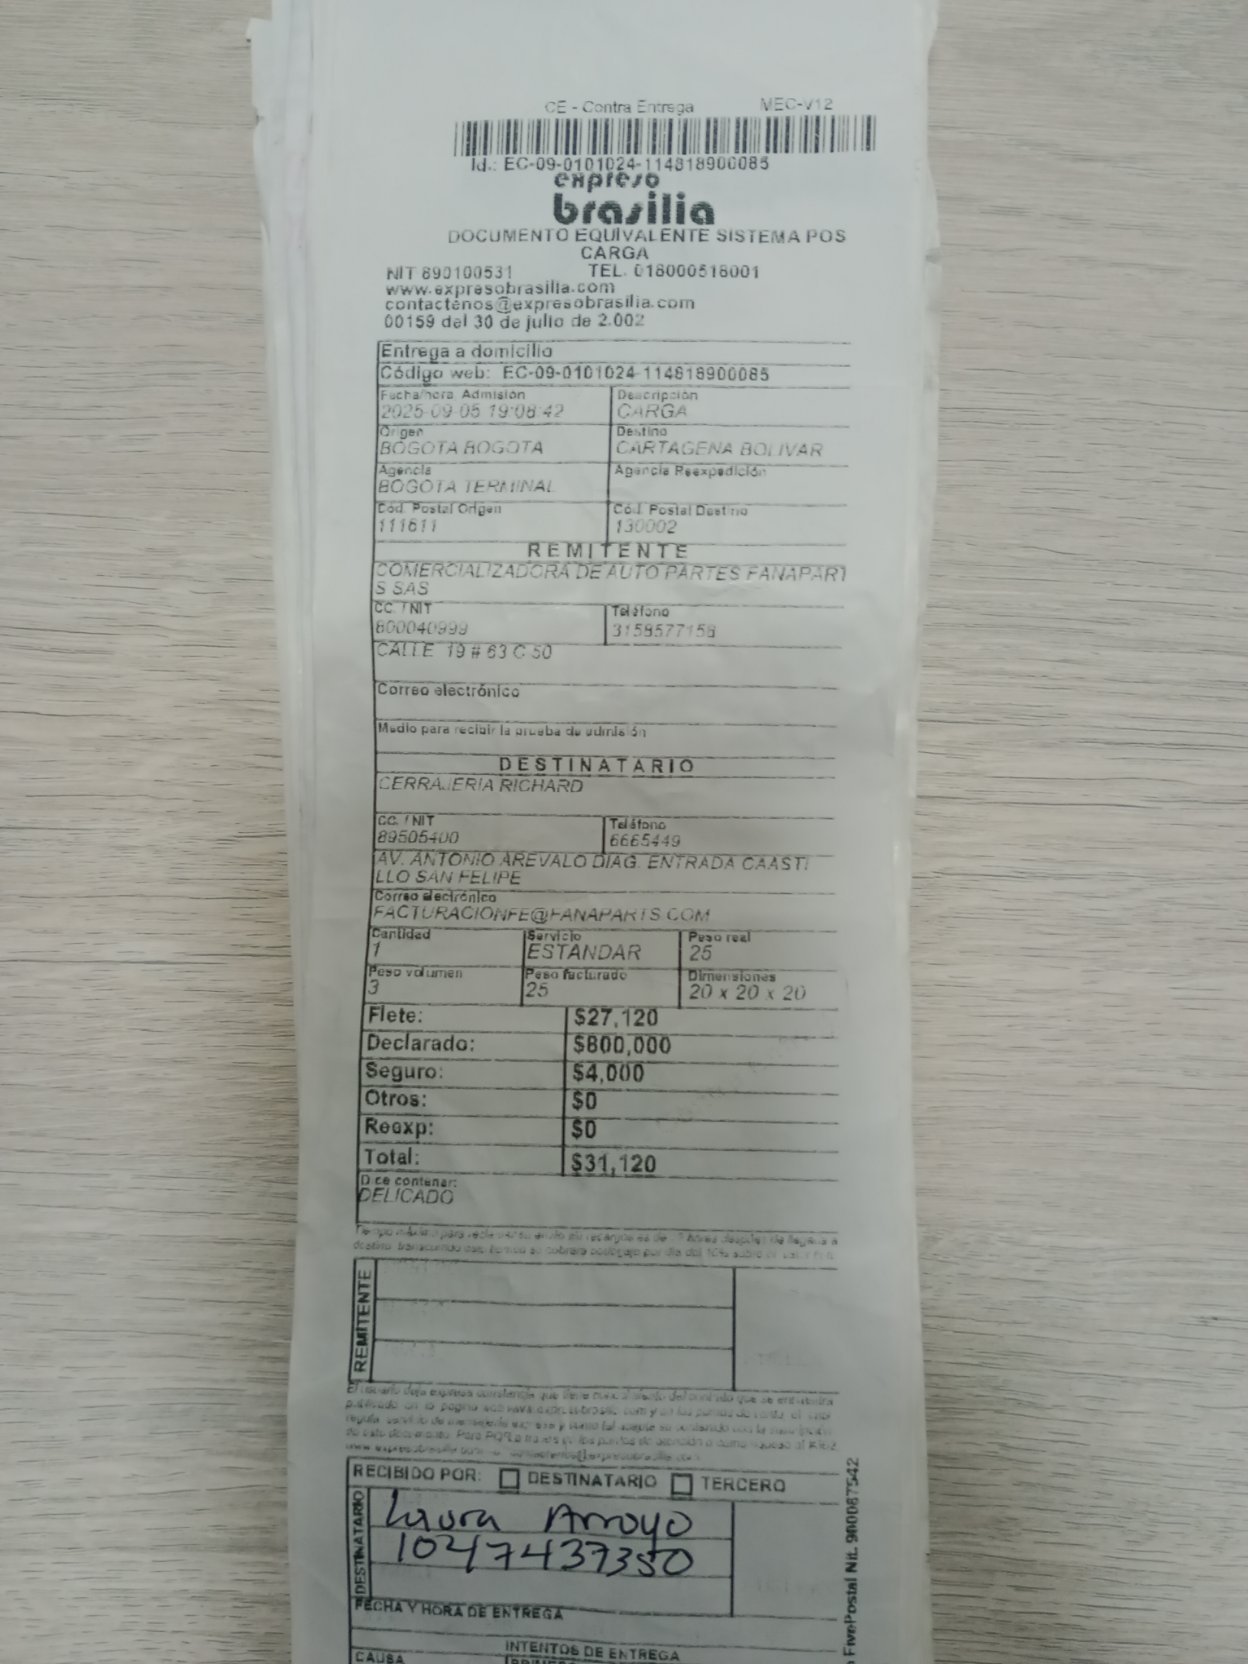 CE - Contra Entrega MEC-V12
Id.: EC-09-0101024-114818900085
expreso
brasilia
DOCUMENTO EQUIVALENTE SISTEMA POS
CARGA
NIT 890100531 TEL. 018000518001
www.expresobrasilia.com
contactenos@expresobrasilia.com
00159 del 30 de julio de 2.002
Entrega a domicilio
Código web: EC-09-0101024-114818900085
Fecha/hora Admisión Descripción
2025-09-05 19:08:42 CARGA
Origen Destino
BOGOTA BOGOTA CARTAGENA BOLIVAR
Agencia Agencia Reexpedición
BOGOTA TERMINAL
Cód. Postal Origen Cód. Postal Destino
111611 130002
REMITENTE
COMERCIALIZADORA DE AUTO PARTES FANAPART
S SAS
CC. / NIT Teléfono
800040999 3158577158
CALLE 19 # 63 C 50
Correo electrónico
Medio para recibir la prueba de admisión
DESTINATARIO
CERRAJERIA RICHARD
CC. / NIT Teléfono
89505400 6665449
AV. ANTONIO AREVALO DIAG. ENTRADA CAASTI
LLO SAN FELIPE
Correo electrónico
FACTURACIONFE@FANAPARTS.COM
Cantidad Servicio Peso real
1 ESTANDAR 25
Peso volumen Peso facturado Dimensiones
3 25 20 x 20 x 20
Flete: $27,120
Declarado: $800,000
Seguro: $4,000
Otros: $0
Reexp: $0
Total: $31,120
Dice contener:
DELICADO
REMITENTE
RECIBIDO POR: DESTINATARIO TERCERO
DESTINATARIO
Laura Arroyo
1047437350
FECHA Y HORA DE ENTREGA
INTENTOS DE ENTREGA
CAUSA
FivePostal Nit. 900087542